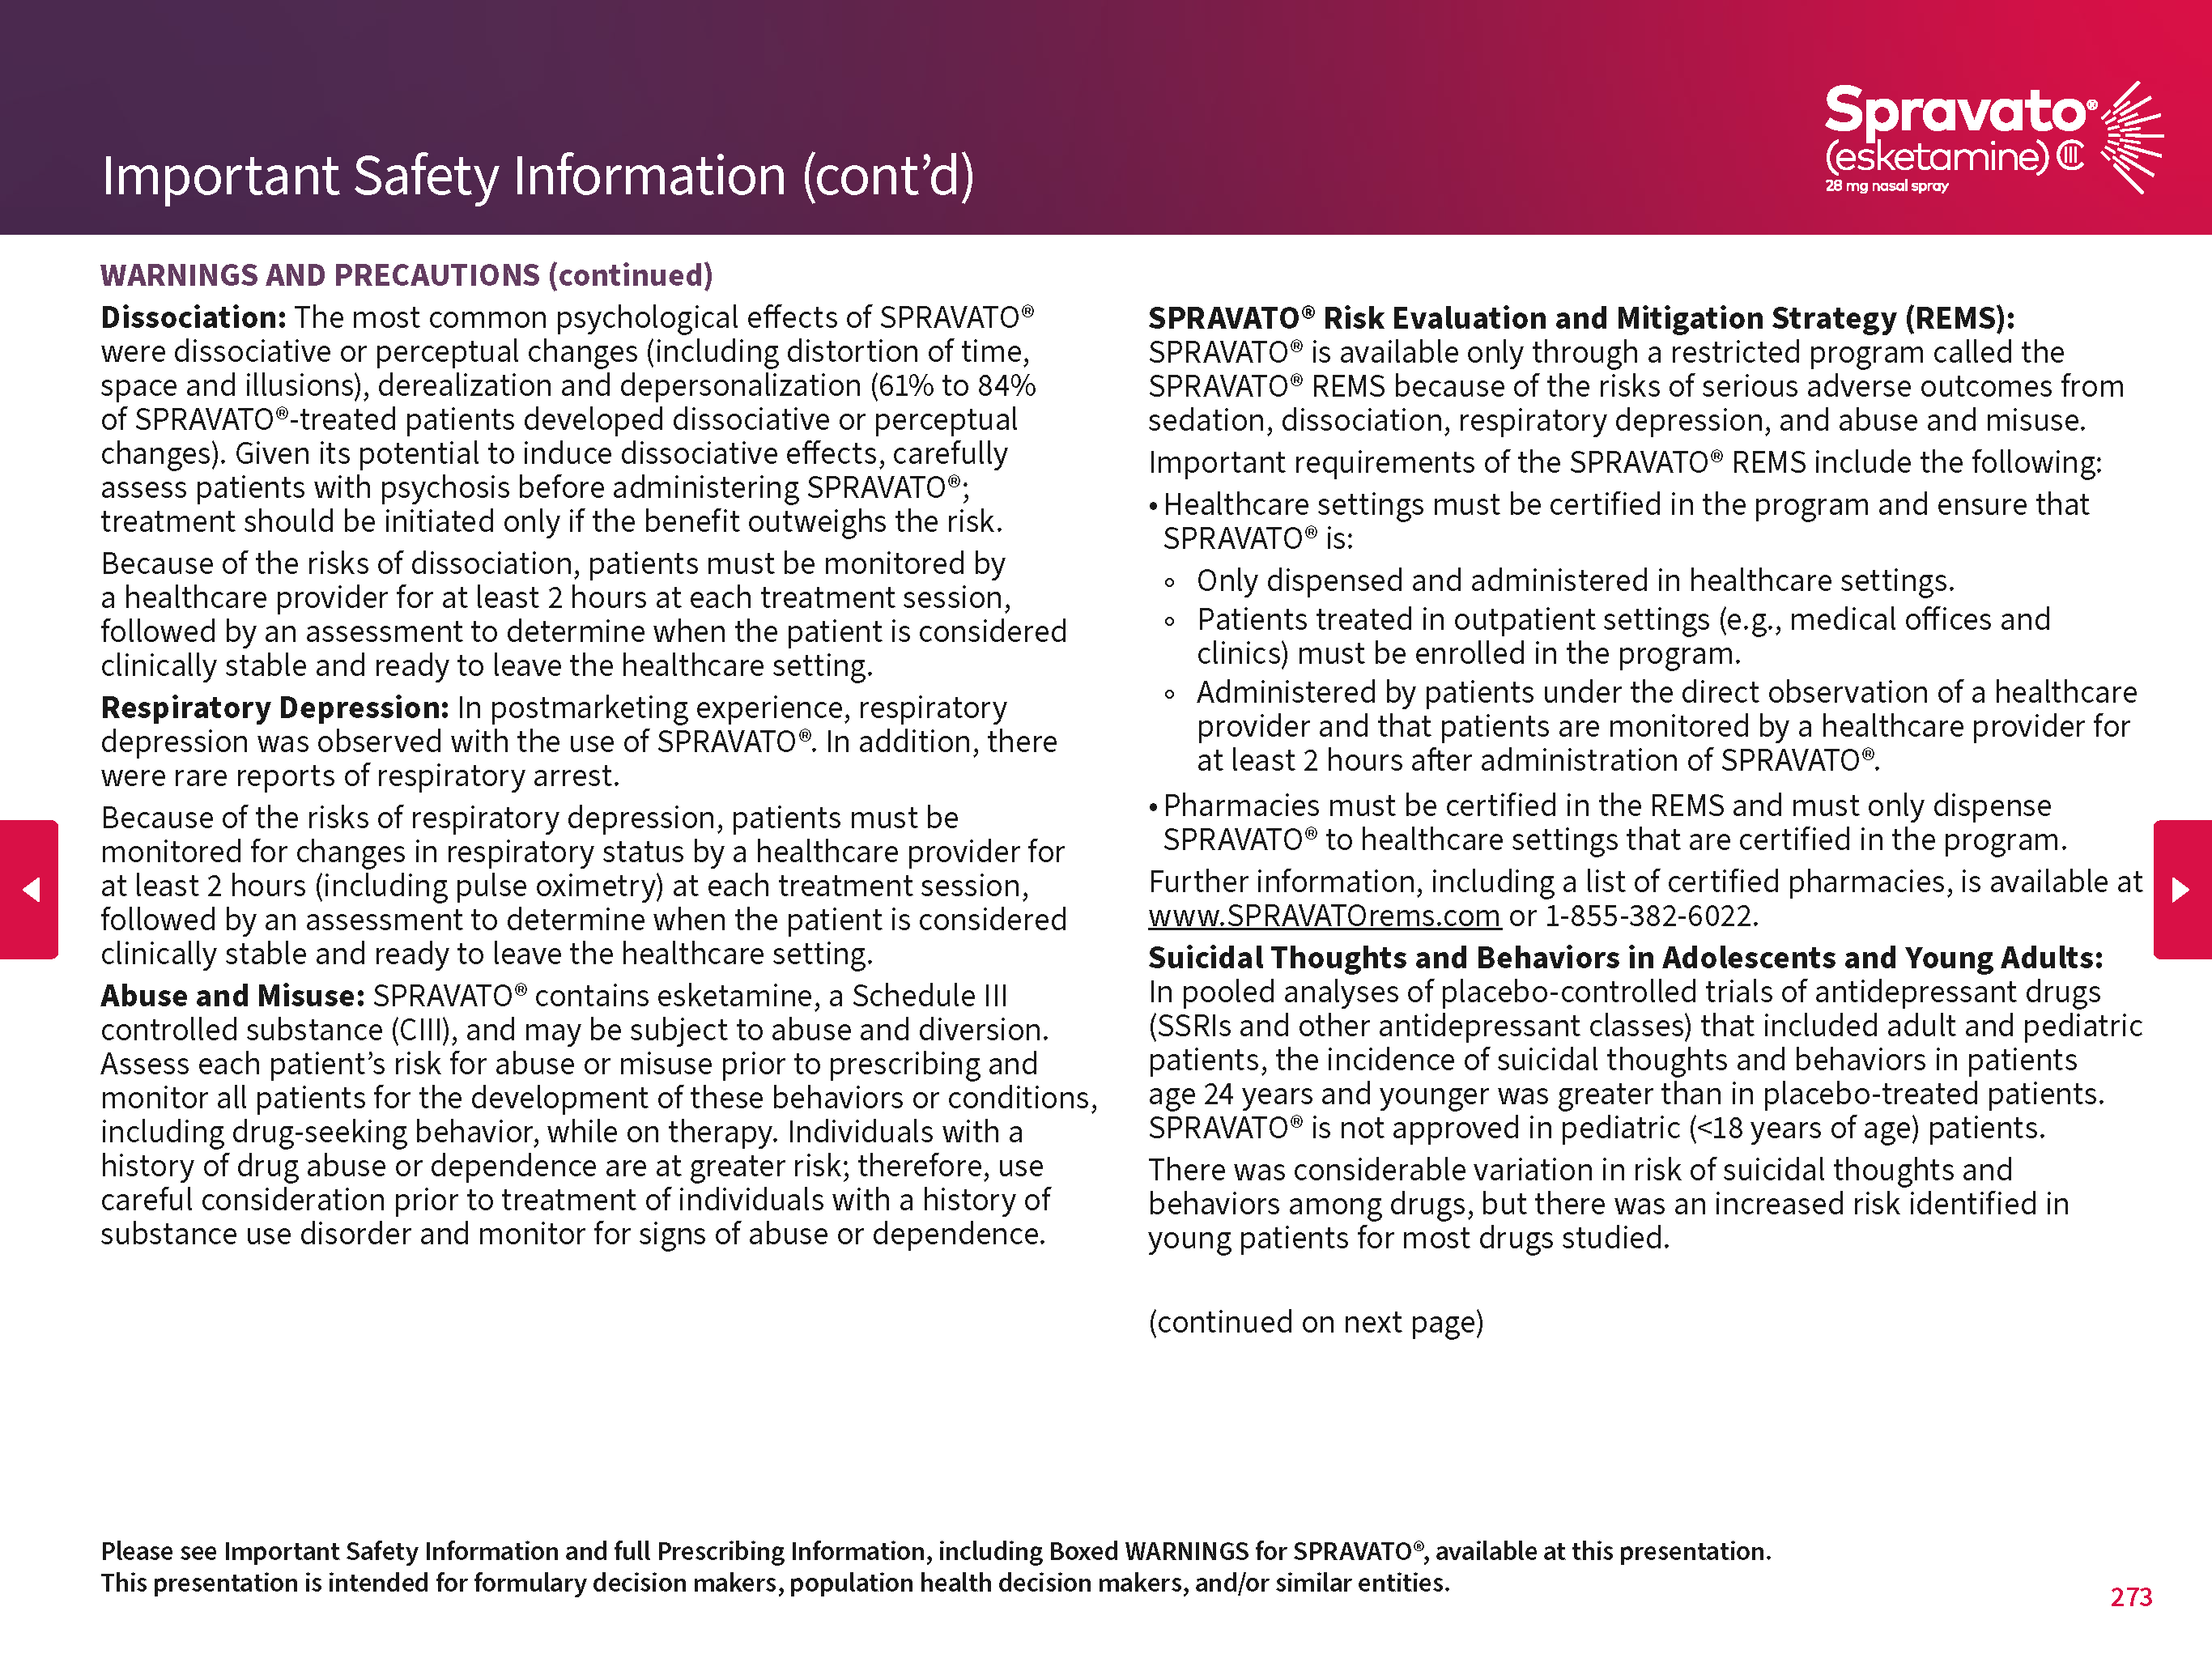 Important Safety Information (cont’d)
Spravato®
(esketamine) CIII
28 mg nasal spray
WARNINGS AND PRECAUTIONS (continued)
Dissociation: The most common psychological effects of SPRAVATO®
were dissociative or perceptual changes (including distortion of time,
space and illusions), derealization and depersonalization (61% to 84%
of SPRAVATO®-treated patients developed dissociative or perceptual
changes). Given its potential to induce dissociative effects, carefully
assess patients with psychosis before administering SPRAVATO®;
treatment should be initiated only if the benefit outweighs the risk.
Because of the risks of dissociation, patients must be monitored by
a healthcare provider for at least 2 hours at each treatment session,
followed by an assessment to determine when the patient is considered
clinically stable and ready to leave the healthcare setting.
Respiratory Depression: In postmarketing experience, respiratory
depression was observed with the use of SPRAVATO®. In addition, there
were rare reports of respiratory arrest.
Because of the risks of respiratory depression, patients must be
monitored for changes in respiratory status by a healthcare provider for
at least 2 hours (including pulse oximetry) at each treatment session,
followed by an assessment to determine when the patient is considered
clinically stable and ready to leave the healthcare setting.
Abuse and Misuse: SPRAVATO® contains esketamine, a Schedule III
controlled substance (CIII), and may be subject to abuse and diversion.
Assess each patient’s risk for abuse or misuse prior to prescribing and
monitor all patients for the development of these behaviors or conditions,
including drug-seeking behavior, while on therapy. Individuals with a
history of drug abuse or dependence are at greater risk; therefore, use
careful consideration prior to treatment of individuals with a history of
substance use disorder and monitor for signs of abuse or dependence.
SPRAVATO® Risk Evaluation and Mitigation Strategy (REMS):
SPRAVATO® is available only through a restricted program called the
SPRAVATO® REMS because of the risks of serious adverse outcomes from
sedation, dissociation, respiratory depression, and abuse and misuse.
Important requirements of the SPRAVATO® REMS include the following:
• Healthcare settings must be certified in the program and ensure that
SPRAVATO® is:
◦ Only dispensed and administered in healthcare settings.
◦ Patients treated in outpatient settings (e.g., medical offices and
clinics) must be enrolled in the program.
◦ Administered by patients under the direct observation of a healthcare
provider and that patients are monitored by a healthcare provider for
at least 2 hours after administration of SPRAVATO®.
• Pharmacies must be certified in the REMS and must only dispense
SPRAVATO® to healthcare settings that are certified in the program.
Further information, including a list of certified pharmacies, is available at
www.SPRAVATOrems.com or 1-855-382-6022.
Suicidal Thoughts and Behaviors in Adolescents and Young Adults:
In pooled analyses of placebo-controlled trials of antidepressant drugs
(SSRIs and other antidepressant classes) that included adult and pediatric
patients, the incidence of suicidal thoughts and behaviors in patients
age 24 years and younger was greater than in placebo-treated patients.
SPRAVATO® is not approved in pediatric (<18 years of age) patients.
There was considerable variation in risk of suicidal thoughts and
behaviors among drugs, but there was an increased risk identified in
young patients for most drugs studied.
(continued on next page)
Please see Important Safety Information and full Prescribing Information, including Boxed WARNINGS for SPRAVATO®, available at this presentation.
This presentation is intended for formulary decision makers, population health decision makers, and/or similar entities.
273